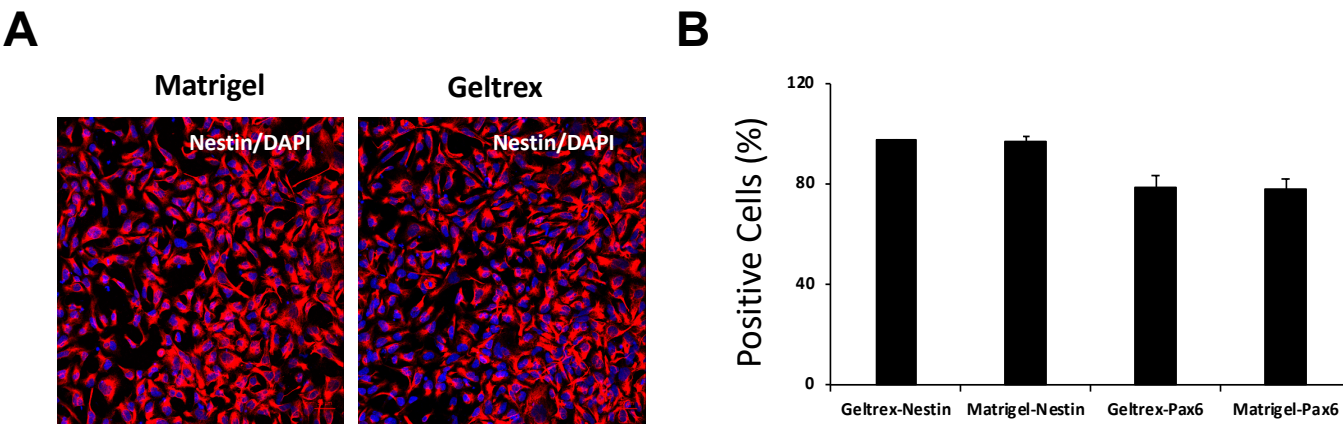 A
B
Matrigel
Geltrex
Nestin/DAPI
Nestin/DAPI
Positive Cells (%)
120
80
40
0
Geltrex-Nestin
Matrigel-Nestin
Geltrex-Pax6
Matrigel-Pax6